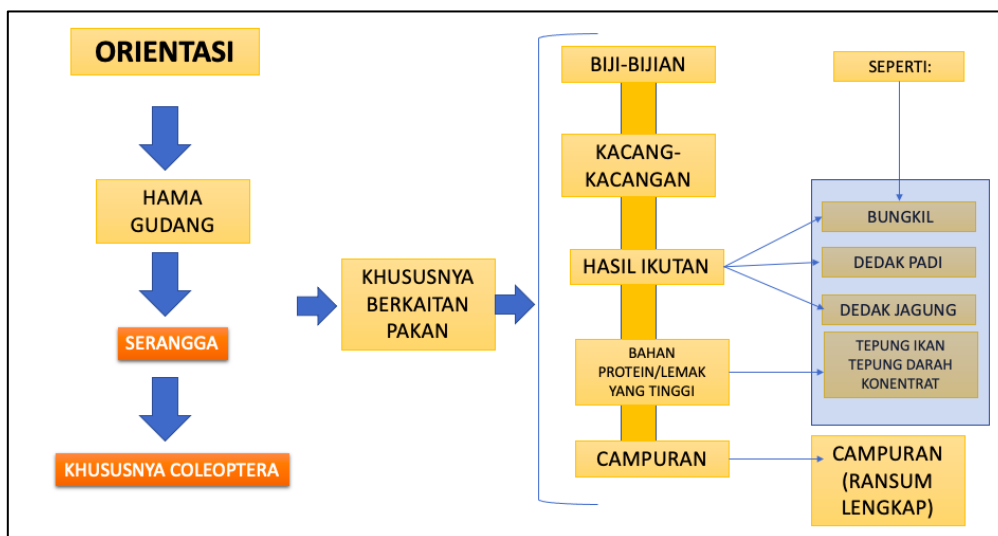 ORIENTASI
HAMA
GUDANG
SERANGGA
KHUSUSNYA COLEOPTERA
KHUSUSNYA
BERKAITAN
PAKAN
BIJI-BIJIAN
KACANG-
KACANGAN
HASIL IKUTAN
BAHAN
PROTEIN/LEMAK
YANG TINGGI
CAMPURAN
SEPERTI:
BUNGKIL
DEDAK PADI
DEDAK JAGUNG
TEPUNG IKAN
TEPUNG DARAH
KONENTRAT
CAMPURAN
(RANSUM
LENGKAP)